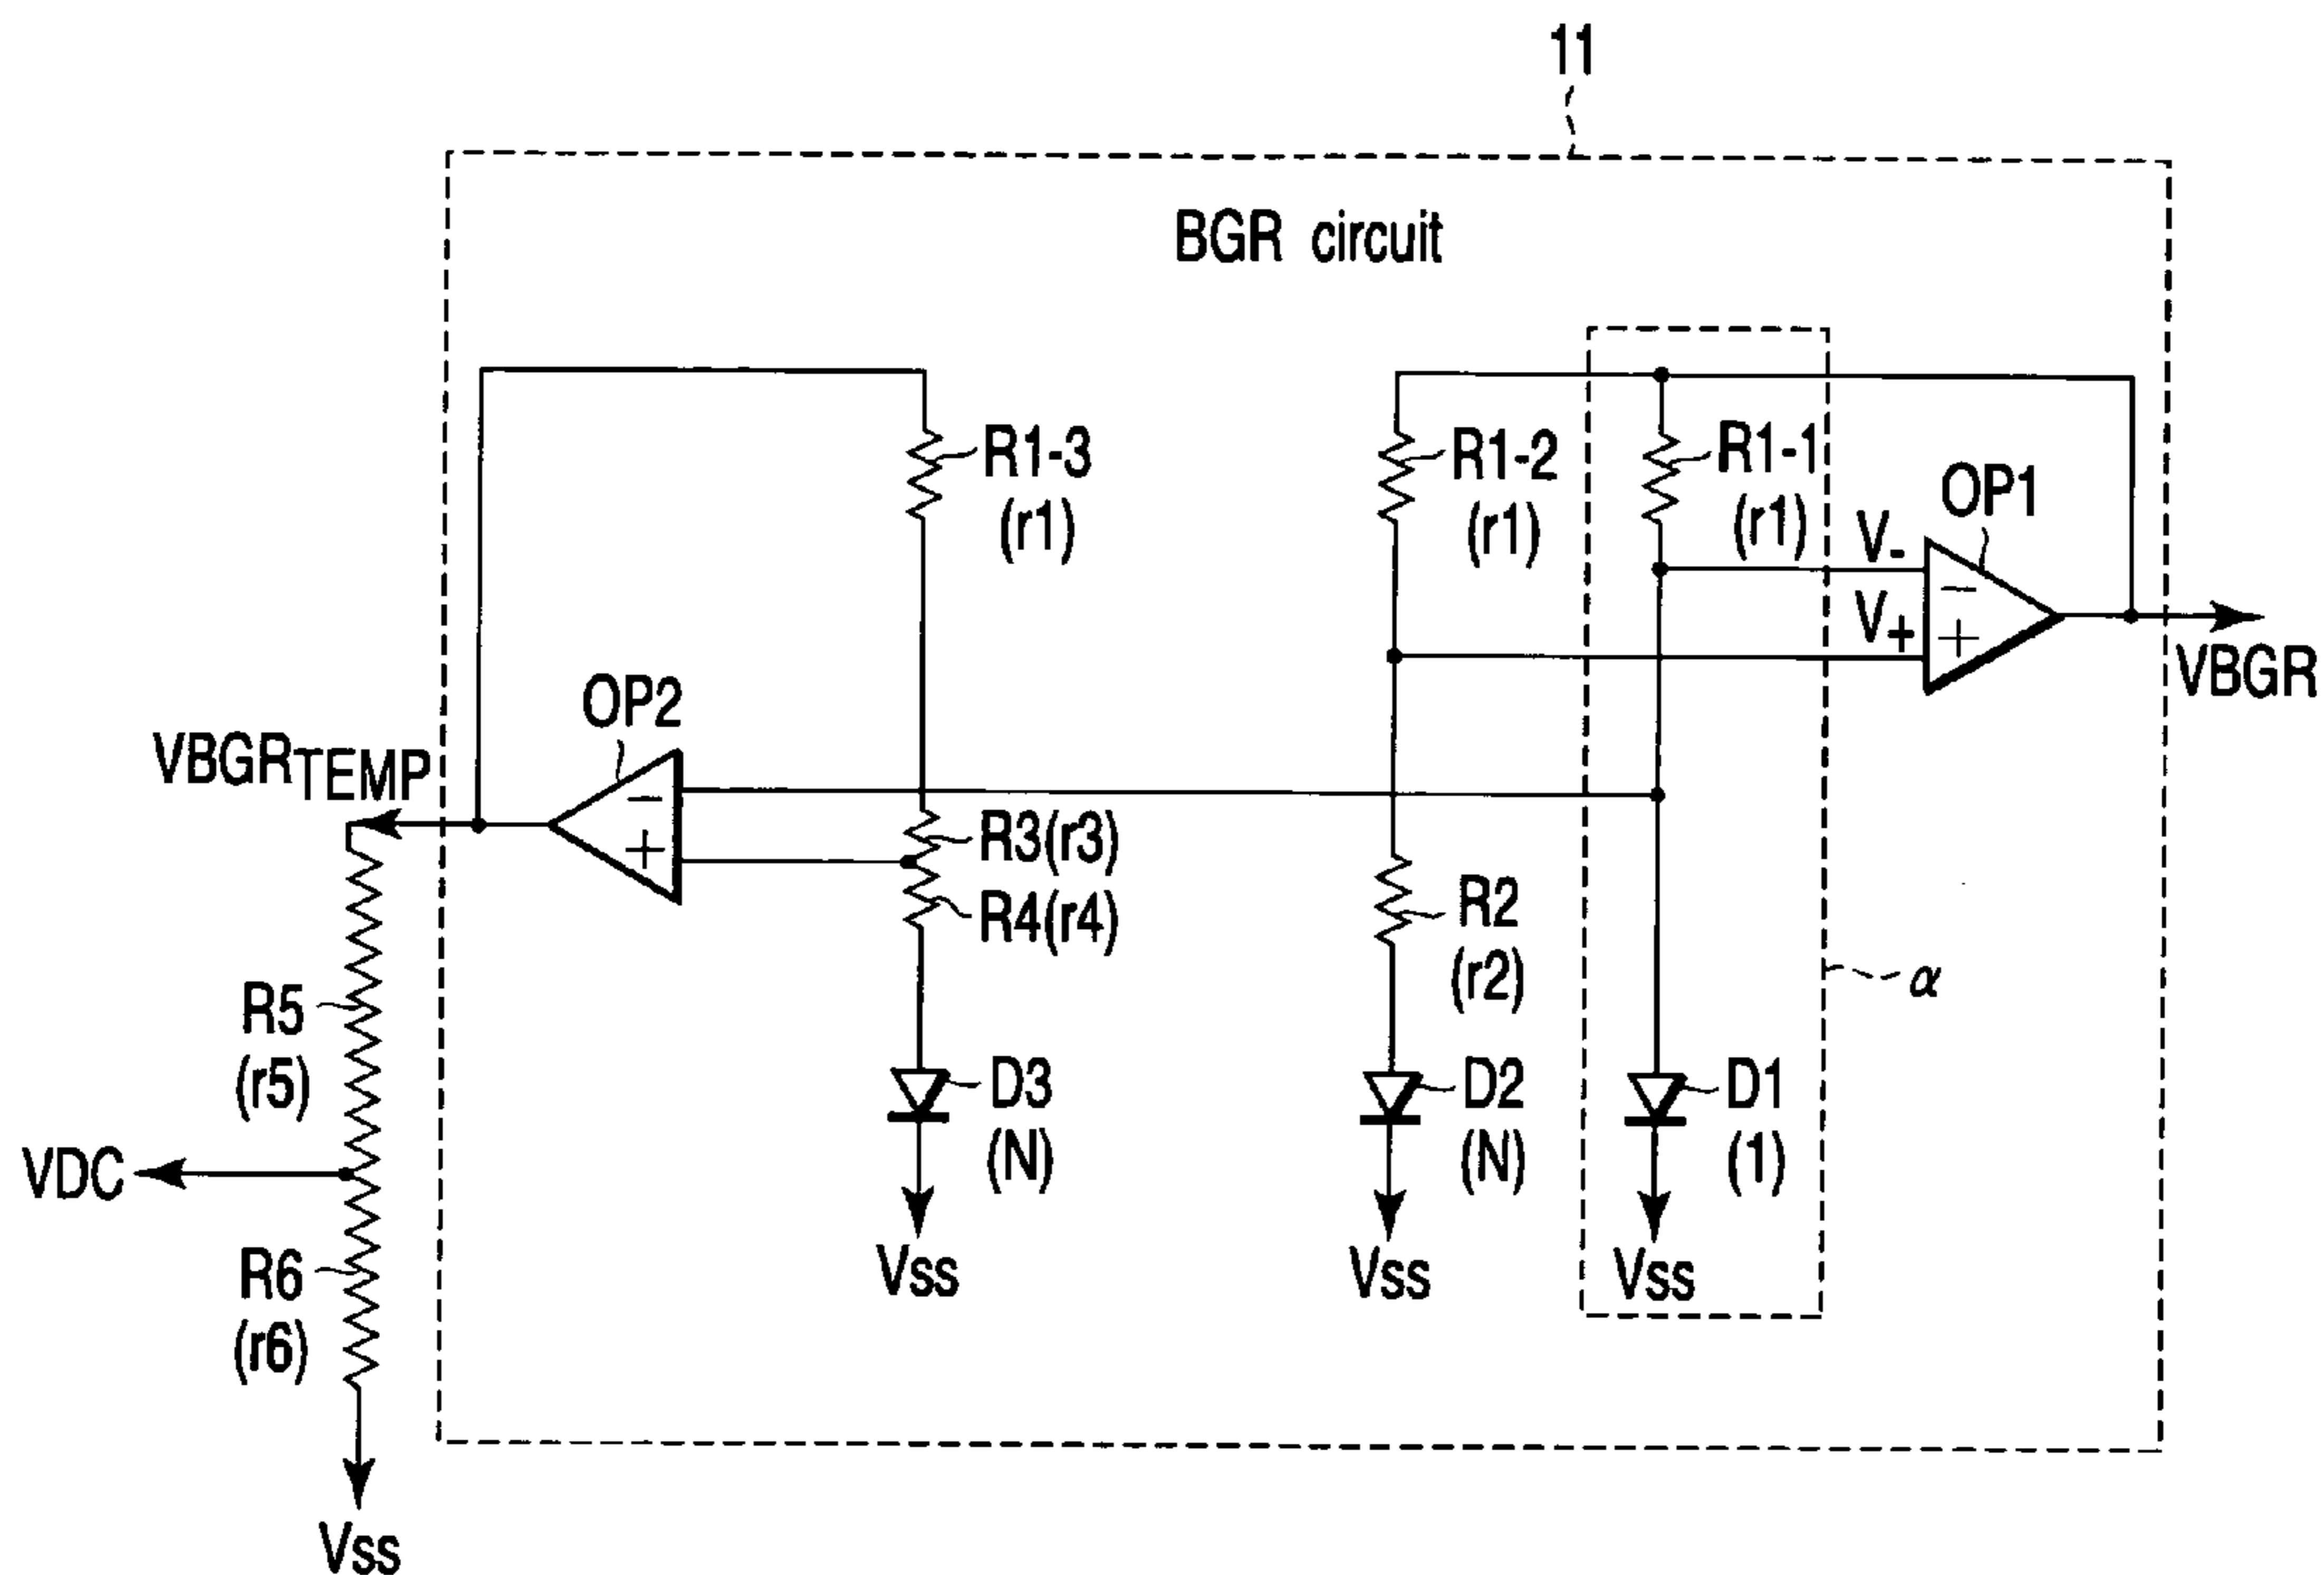 11
BGR circuit
R1-3
(r1)
R1-2
(r1)
R1-1
(r1)
OP1
V-
V+
−
+
VBGR
OP2
VBGRTEMP
−
+
R3(r3)
R4(r4)
R2
(r2)
α
R5
(r5)
D3
(N)
D2
(N)
D1
(1)
VDC
R6
(r6)
Vss
Vss
Vss
Vss